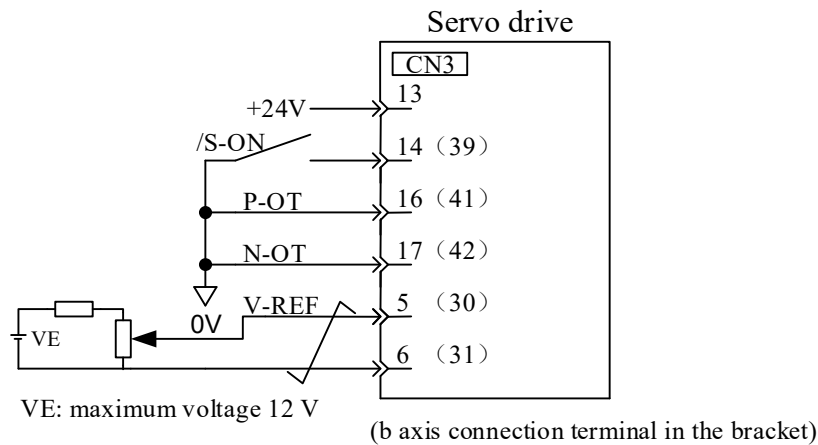 Servo drive
CN3
+24V 13
/S-ON 14（39）
P-OT 16（41）
N-OT 17（42）
V-REF 5（30）
0V
VE
6（31）
VE: maximum voltage 12 V
(b axis connection terminal in the bracket)